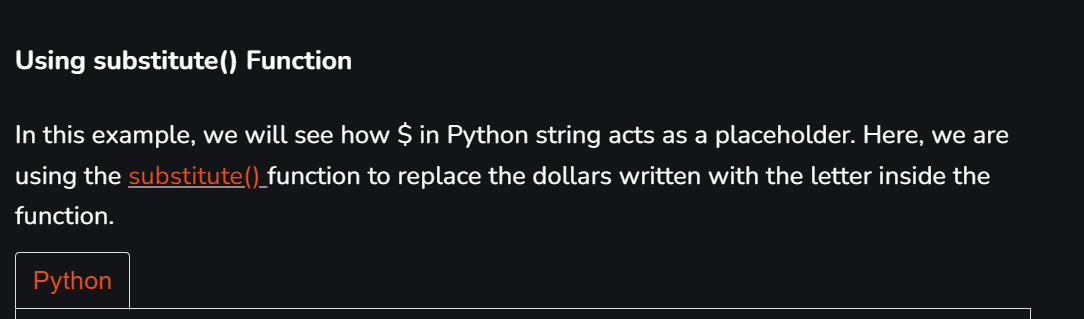 Using substitute() Function
In this example, we will see how $ in Python string acts as a placeholder. Here, we are
using the substitute() function to replace the dollars written with the letter inside the
function.
Python